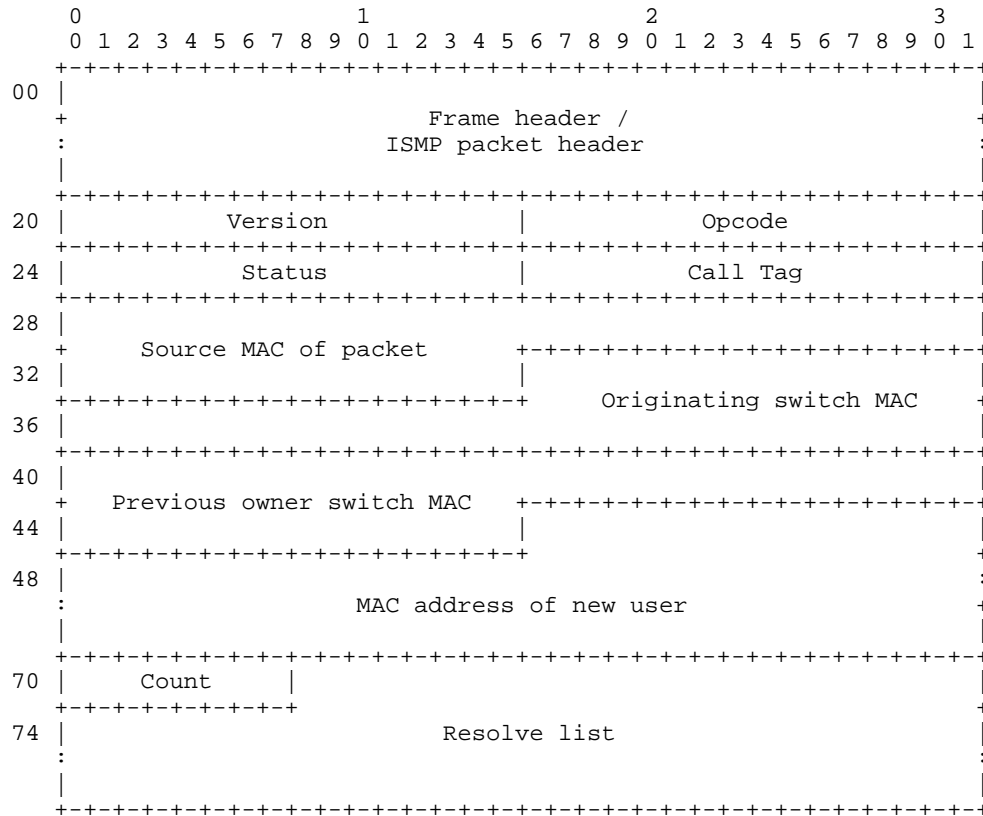 0                   1                   2                   3
 0 1 2 3 4 5 6 7 8 9 0 1 2 3 4 5 6 7 8 9 0 1 2 3 4 5 6 7 8 9 0 1
+-+-+-+-+-+-+-+-+-+-+-+-+-+-+-+-+-+-+-+-+-+-+-+-+-+-+-+-+-+-+-+-+
00 |                                                               |
+                         Frame header /                        +
:                      ISMP packet header                       :
|                                                               |
+-+-+-+-+-+-+-+-+-+-+-+-+-+-+-+-+-+-+-+-+-+-+-+-+-+-+-+-+-+-+-+-+
20 |           Version             |            Opcode             |
+-+-+-+-+-+-+-+-+-+-+-+-+-+-+-+-+-+-+-+-+-+-+-+-+-+-+-+-+-+-+-+-+
24 |            Status             |           Call Tag            |
+-+-+-+-+-+-+-+-+-+-+-+-+-+-+-+-+-+-+-+-+-+-+-+-+-+-+-+-+-+-+-+-+
28 |                                                               |
+     Source MAC of packet      +-+-+-+-+-+-+-+-+-+-+-+-+-+-+-+-+
32 |                               |                               |
+-+-+-+-+-+-+-+-+-+-+-+-+-+-+-+-+     Originating switch MAC    +
36 |                                                               |
+-+-+-+-+-+-+-+-+-+-+-+-+-+-+-+-+-+-+-+-+-+-+-+-+-+-+-+-+-+-+-+-+
40 |                                                               |
+   Previous owner switch MAC   +-+-+-+-+-+-+-+-+-+-+-+-+-+-+-+-+
44 |                               |                               |
+-+-+-+-+-+-+-+-+-+-+-+-+-+-+-+-+                               +
48 |                                                               :
:                    MAC address of new user                    +
|                                                               |
+-+-+-+-+-+-+-+-+-+-+-+-+-+-+-+-+-+-+-+-+-+-+-+-+-+-+-+-+-+-+-+-+
70 |     Count     |                                               |
+-+-+-+-+-+-+-+-+                                               +
74 |                          Resolve list                         |
:                                                               :
|                                                               |
+-+-+-+-+-+-+-+-+-+-+-+-+-+-+-+-+-+-+-+-+-+-+-+-+-+-+-+-+-+-+-+-+